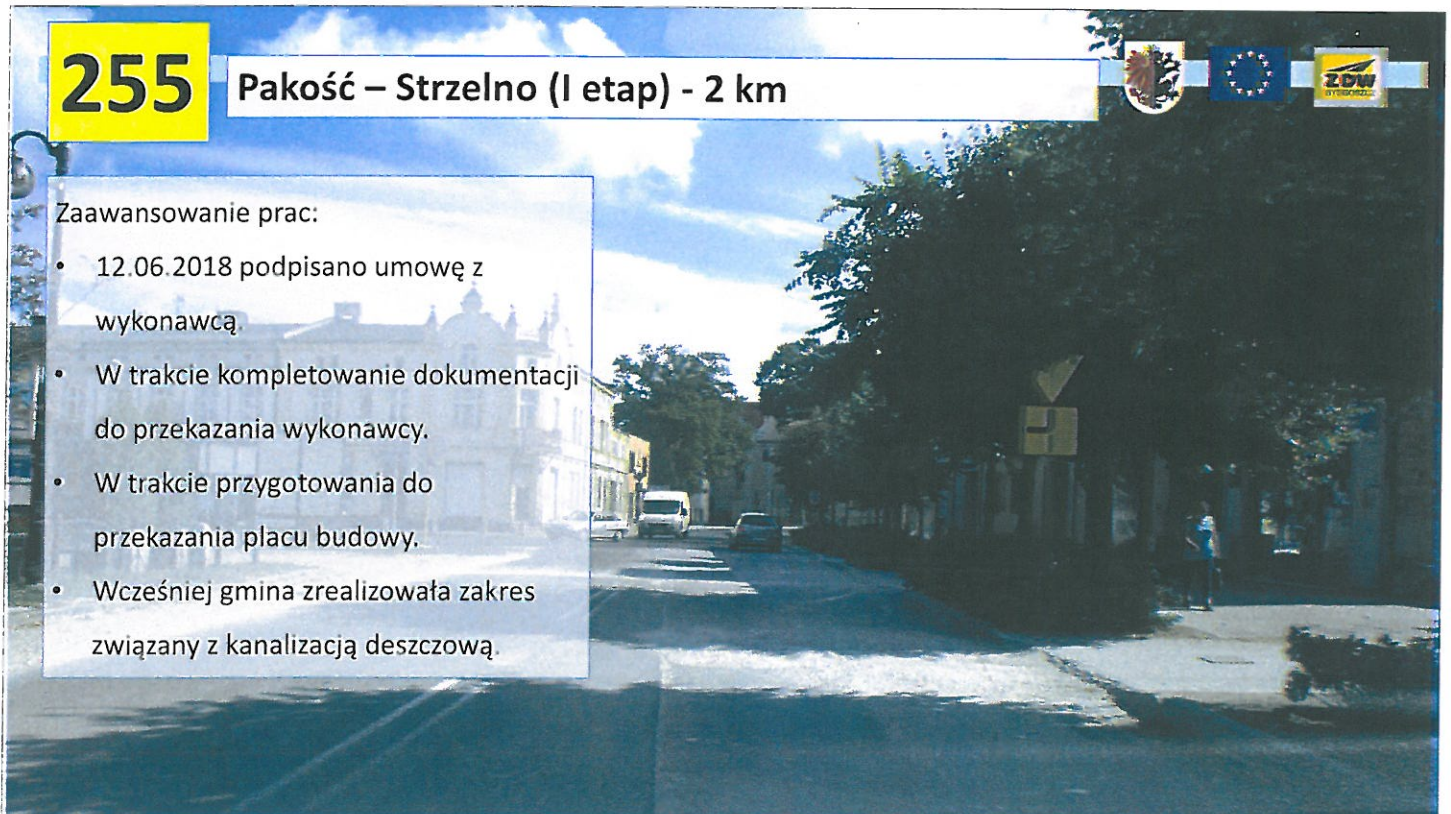 255
Pakość – Strzelno (I etap) - 2 km
ZDW
BYDGOSZCZ
Zaawansowanie prac:
• 12.06.2018 podpisano umowę z
wykonawcą.
• W trakcie kompletowanie dokumentacji
do przekazania wykonawcy.
• W trakcie przygotowania do
przekazania placu budowy.
• Wcześniej gmina zrealizowała zakres
związany z kanalizacją deszczową.